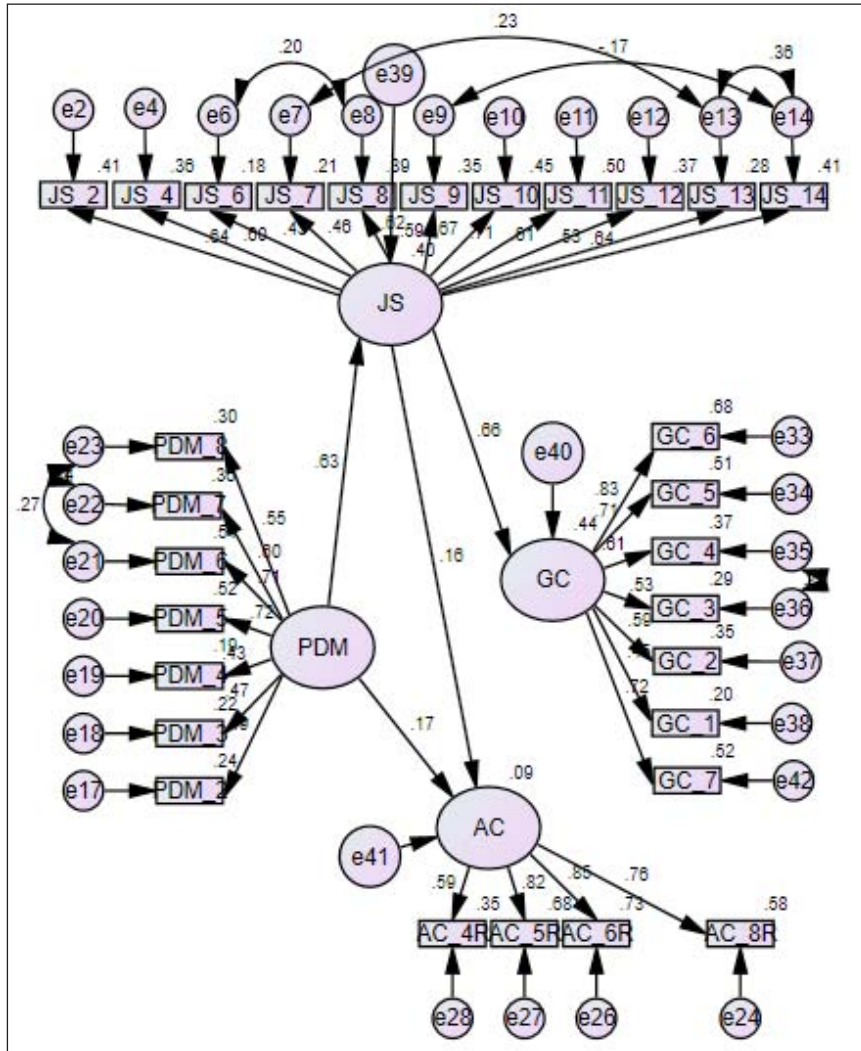 .23
.20
-.17
.36
e39
e2
e4
e6
e7
e8
e9
e10
e11
e12
e13
e14
.41
.36
.18
.21
.39
.35
.45
.50
.37
.28
.41
JS_2
JS_4
JS_6
JS_7
JS_8
JS_9
JS_10
JS_11
JS_12
JS_13
JS_14
.64
.60
.43
.46
.62
.59
.67
.71
.61
.53
.64
.40
JS
.30
e23
PDM_8
.27
e22
PDM_7
e21
PDM_6
.52
e20
PDM_5
.19
e19
PDM_4
.22
e18
PDM_3
.24
e17
PDM_2
.55
.60
.71
.72
.43
.47
PDM
.63
.66
.16
.17
e40
.44
GC
.83
.71
.61
.53
.59
.72
.68
GC_6
e33
.51
GC_5
e34
.37
GC_4
e35
.29
GC_3
e36
.35
GC_2
e37
.20
GC_1
e38
.52
GC_7
e42
.09
AC
e41
.59
.82
.85
.76
.35
.68
.73
.58
AC_4R
AC_5R
AC_6R
AC_8R
e28
e27
e26
e24